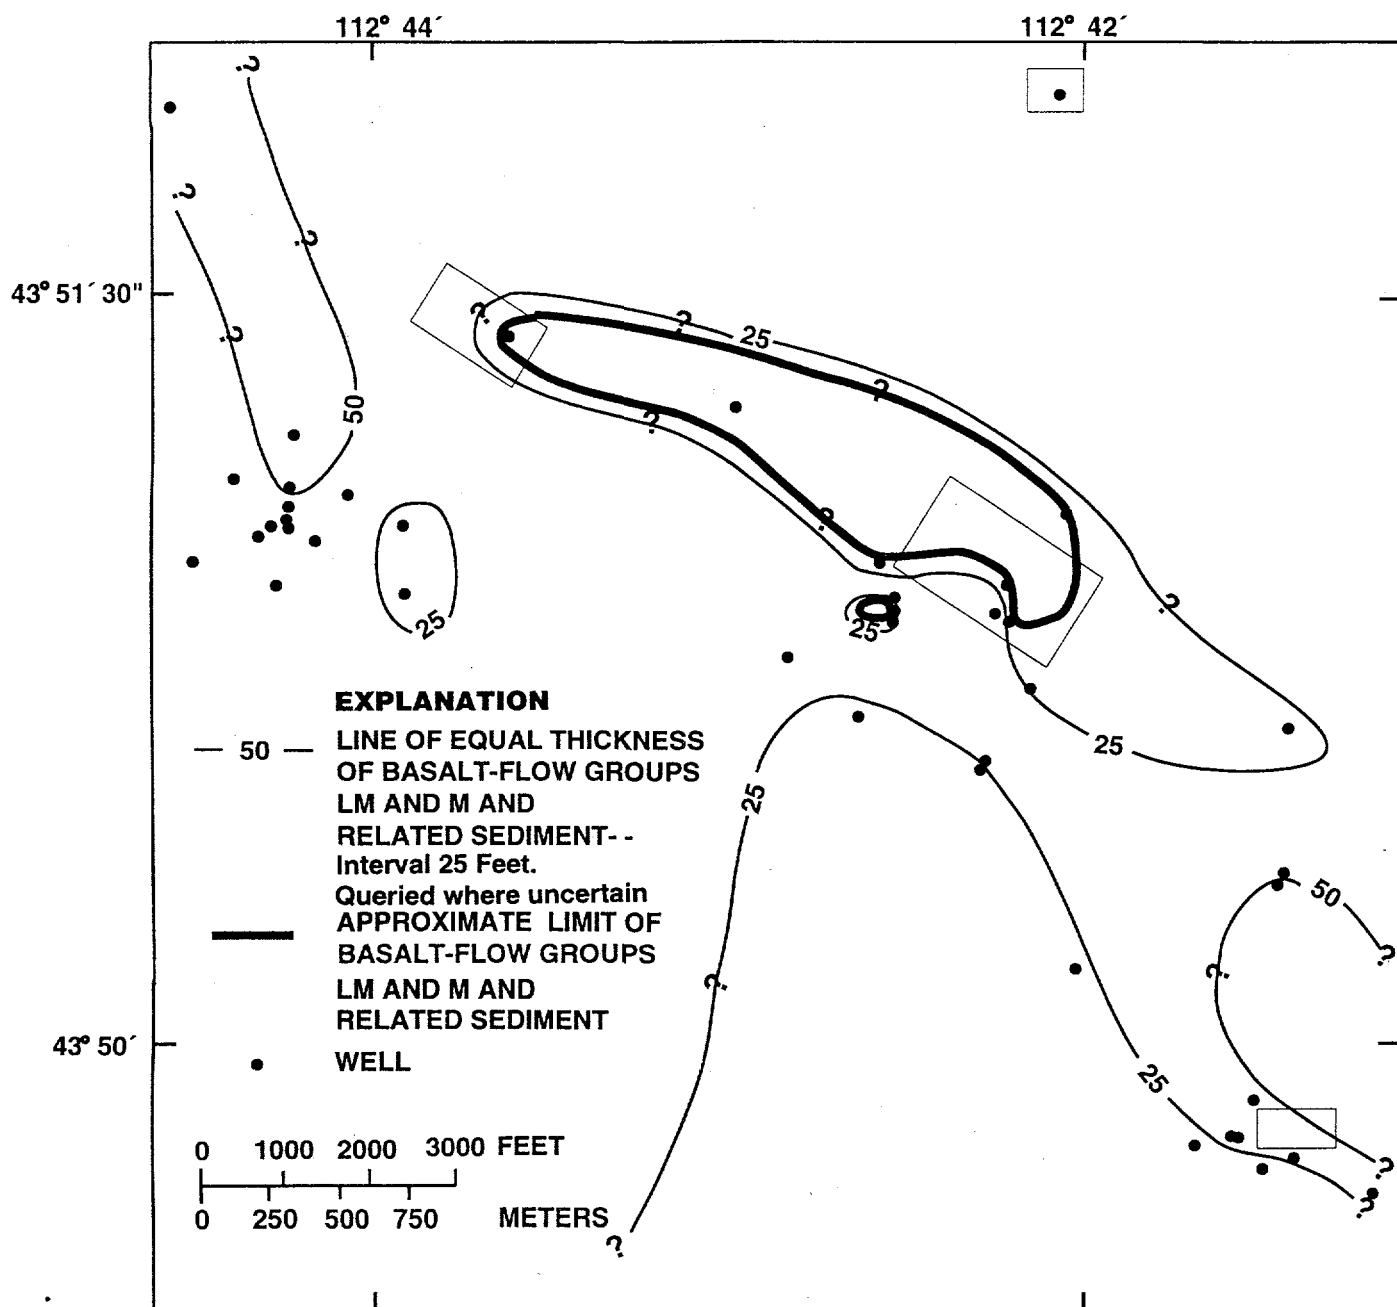 112° 44´ 112° 42´
?
?
?
43° 51´ 30"
?
?
?
25
?
50
?
?
25
25
?
EXPLANATION
— 50 — LINE OF EQUAL THICKNESS
OF BASALT-FLOW GROUPS
LM AND M AND
RELATED SEDIMENT- -
Interval 25 Feet.
Queried where uncertain
APPROXIMATE LIMIT OF
BASALT-FLOW GROUPS
LM AND M AND
RELATED SEDIMENT
WELL
25
25
50
?
?
?
43° 50´
25
?
?
?
0 1000 2000 3000 FEET
0 250 500 750 METERS